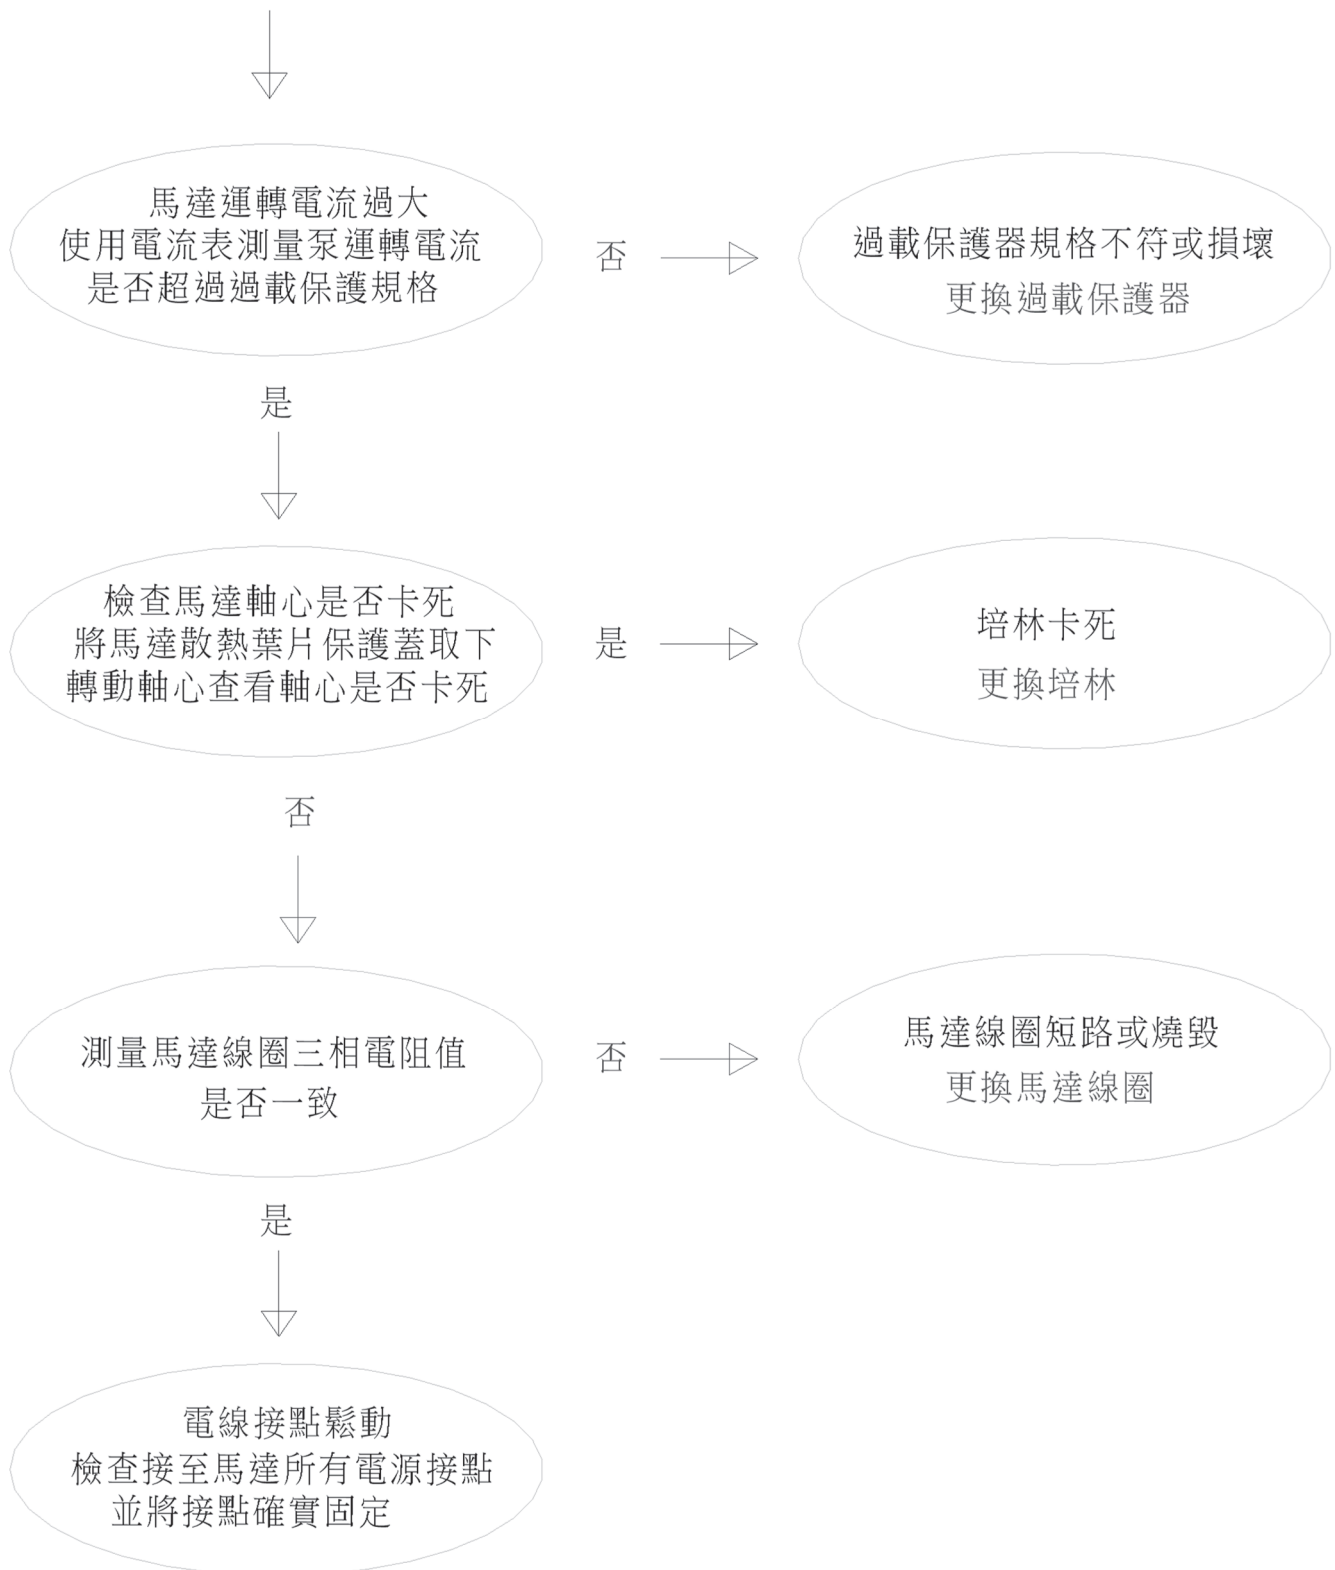 馬達運轉電流過大
使用電流表測量泵運轉電流
是否超過過載保護規格
否
過載保護器規格不符或損壞
更換過載保護器
是
檢查馬達軸心是否卡死
將馬達散熱葉片保護蓋取下
轉動軸心查看軸心是否卡死
是
培林卡死
更換培林
否
測量馬達線圈三相電阻值
是否一致
否
馬達線圈短路或燒毀
更換馬達線圈
是
電線接點鬆動
檢查接至馬達所有電源接點
並將接點確實固定